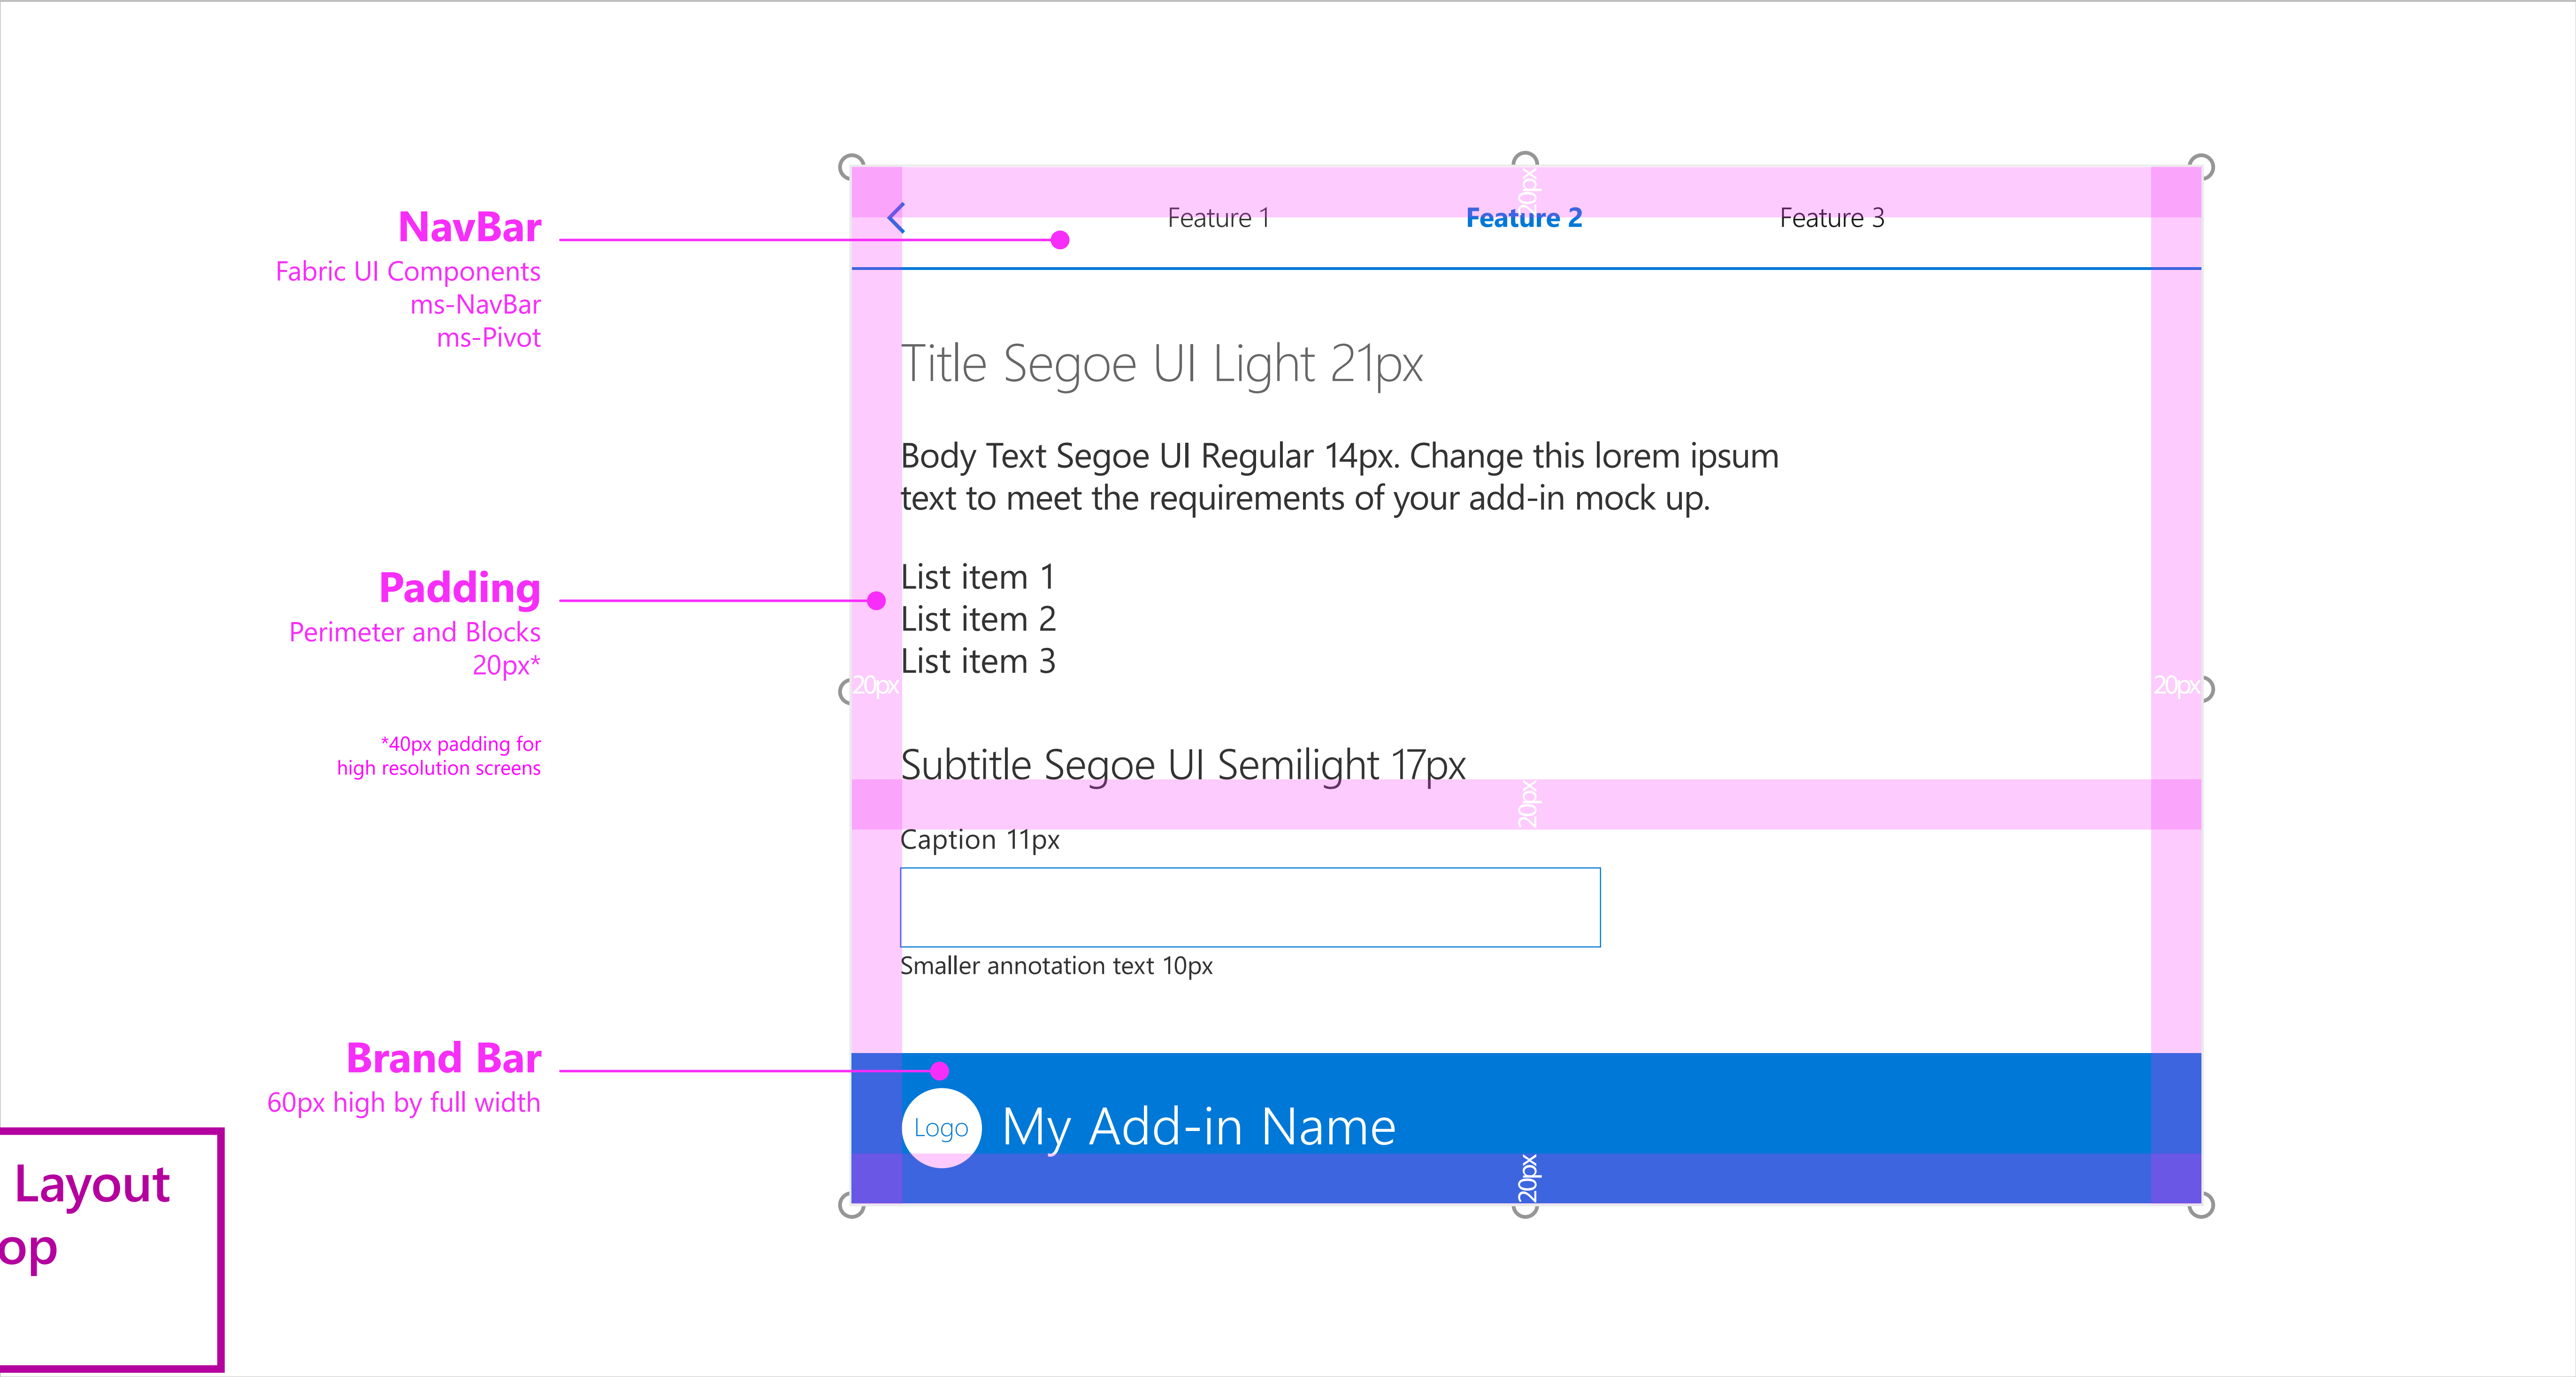 NavBar
Fabric UI Components
ms-NavBar
ms-Pivot
Padding
Perimeter and Blocks
20px*
*40px padding for
high resolution screens
Brand Bar
60px high by full width
Layout
op
20px
Feature 1
Feature 2
Feature 3
Title Segoe UI Light 21px
Body Text Segoe UI Regular 14px. Change this lorem ipsum
text to meet the requirements of your add-in mock up.
List item 1
List item 2
List item 3
20px
20px
Subtitle Segoe UI Semilight 17px
20px
Caption 11px
Smaller annotation text 10px
Logo
My Add-in Name
20px